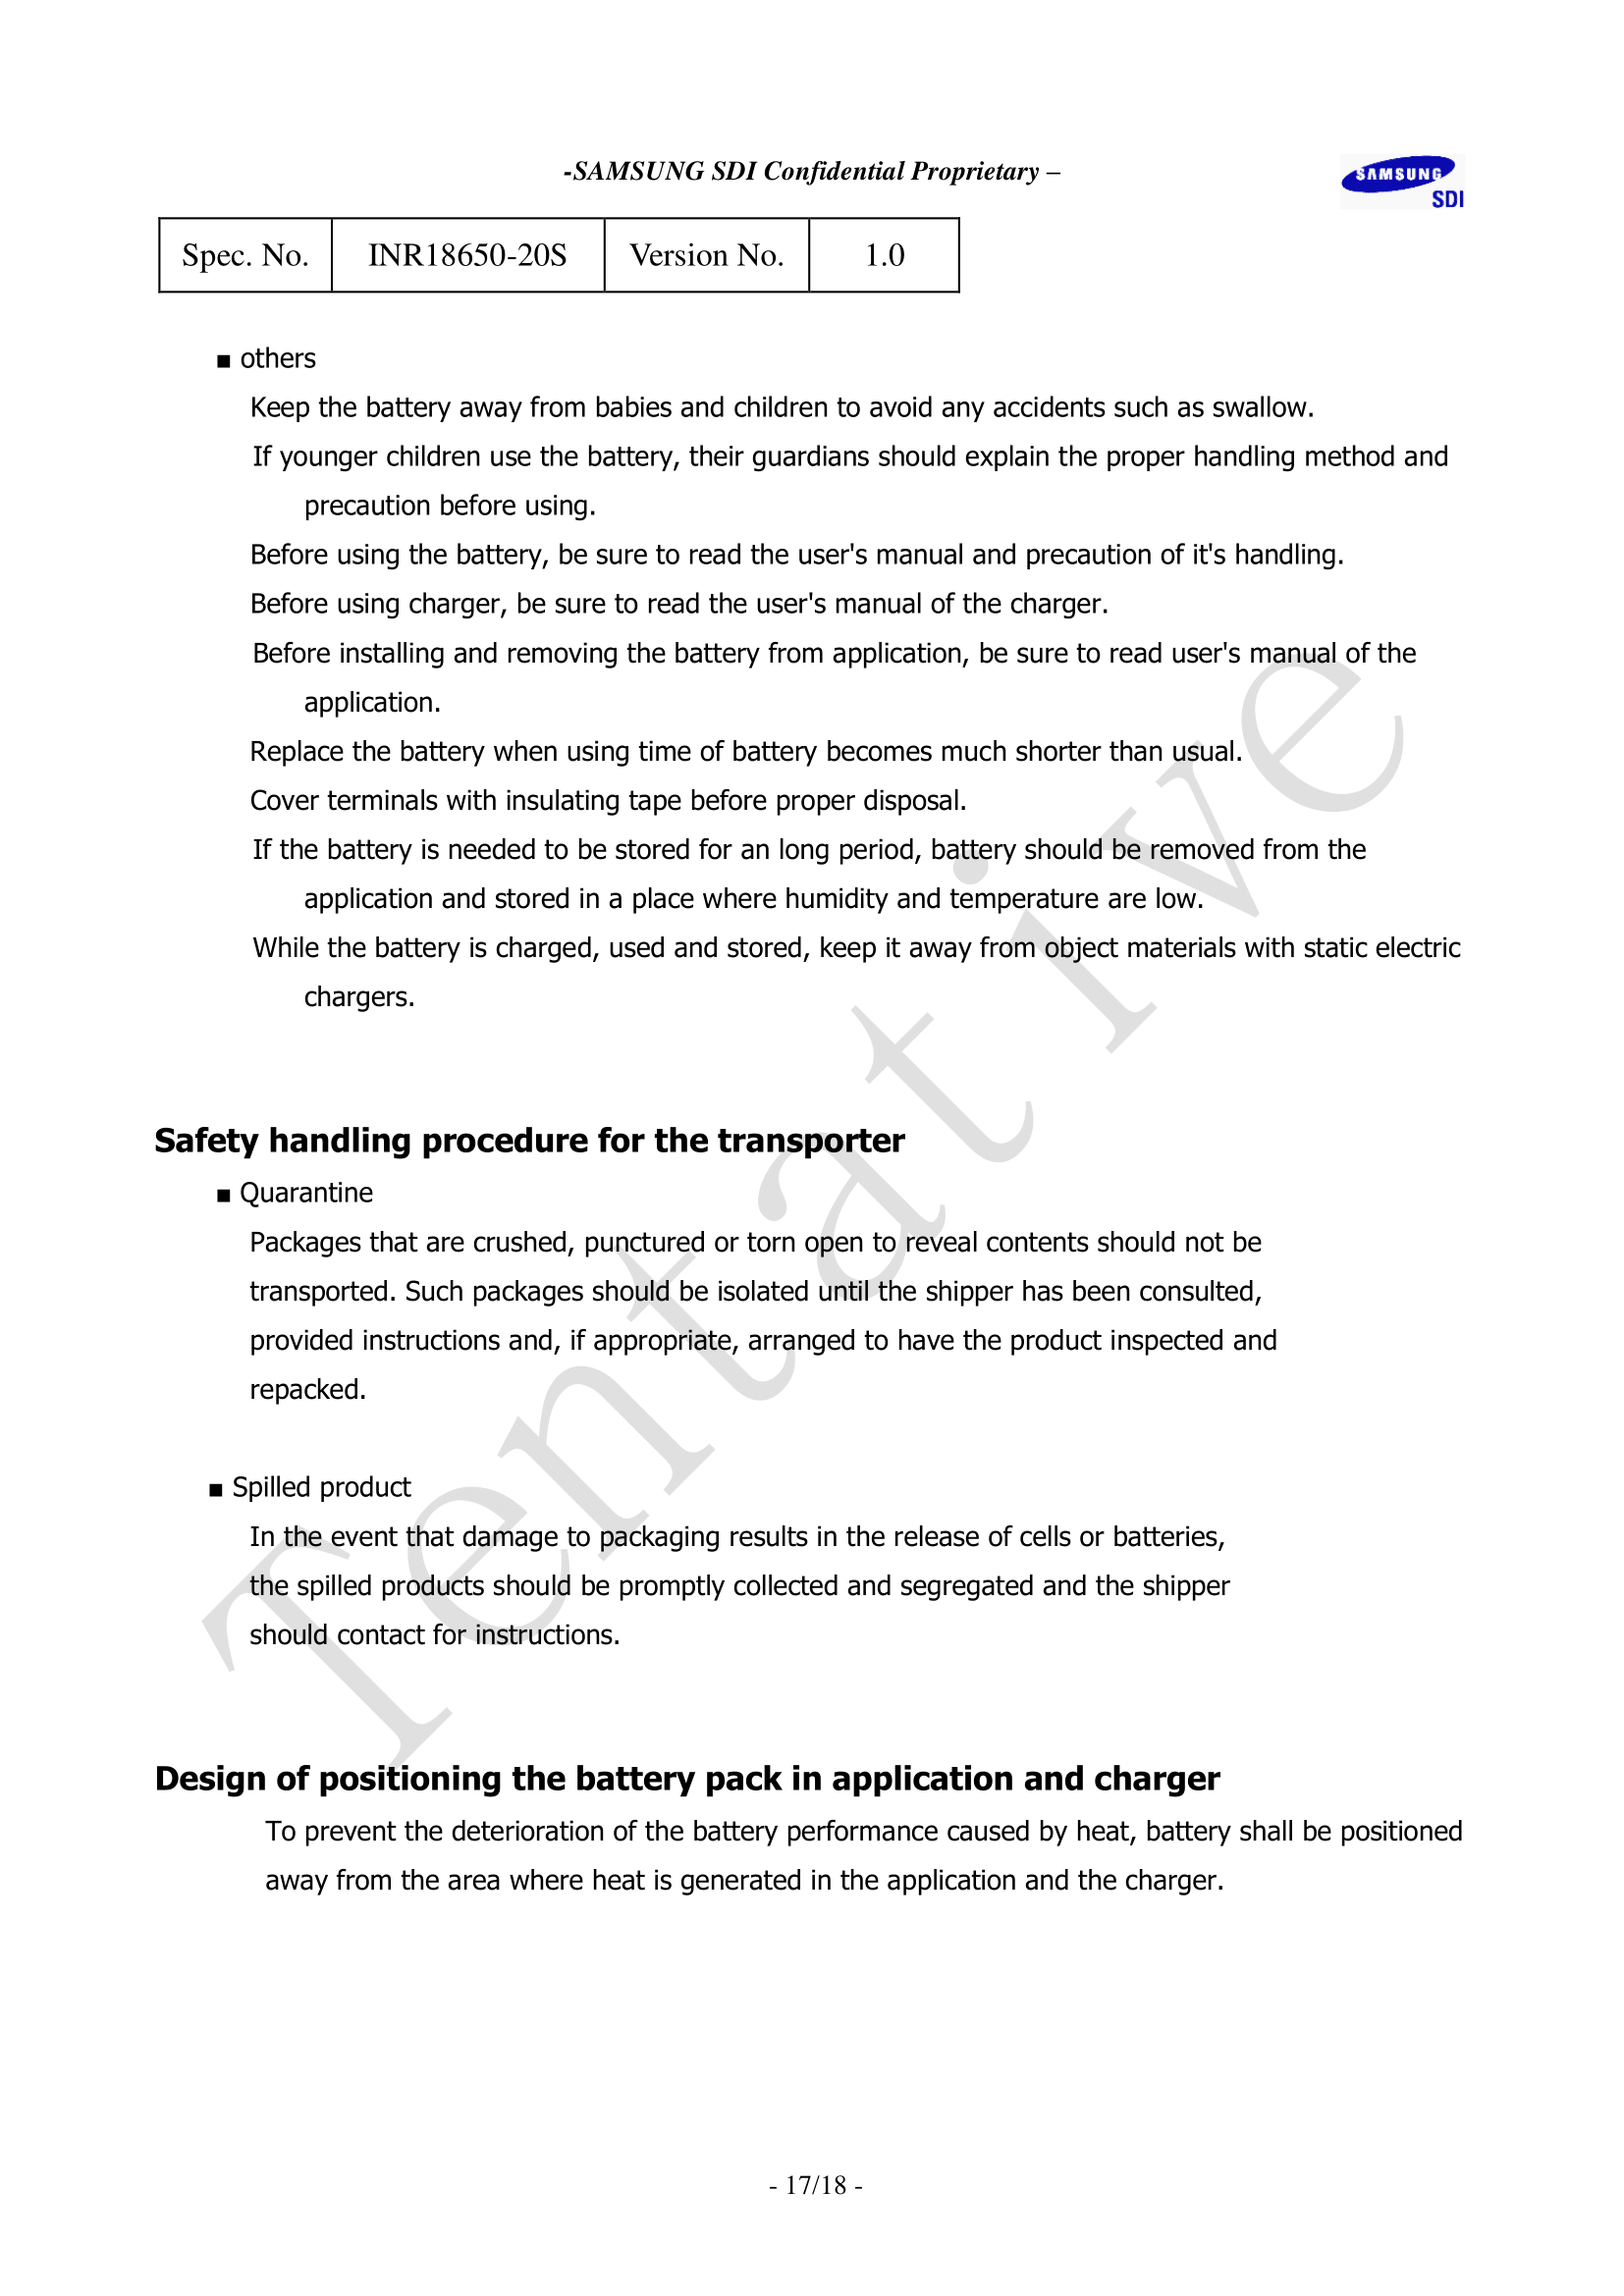 -SAMSUNG SDI Confidential Proprietary –
SAMSUNG
SDI
Spec. No. INR18650-20S Version No. 1.0
■ others
Keep the battery away from babies and children to avoid any accidents such as swallow.
If younger children use the battery, their guardians should explain the proper handling method and
precaution before using.
Before using the battery, be sure to read the user's manual and precaution of it's handling.
Before using charger, be sure to read the user's manual of the charger.
Before installing and removing the battery from application, be sure to read user's manual of the
application.
Replace the battery when using time of battery becomes much shorter than usual.
Cover terminals with insulating tape before proper disposal.
If the battery is needed to be stored for an long period, battery should be removed from the
application and stored in a place where humidity and temperature are low.
While the battery is charged, used and stored, keep it away from object materials with static electric
chargers.
Safety handling procedure for the transporter
■ Quarantine
Packages that are crushed, punctured or torn open to reveal contents should not be
transported. Such packages should be isolated until the shipper has been consulted,
provided instructions and, if appropriate, arranged to have the product inspected and
repacked.
■ Spilled product
In the event that damage to packaging results in the release of cells or batteries,
the spilled products should be promptly collected and segregated and the shipper
should contact for instructions.
Design of positioning the battery pack in application and charger
To prevent the deterioration of the battery performance caused by heat, battery shall be positioned
away from the area where heat is generated in the application and the charger.
Tentative
- 17/18 -